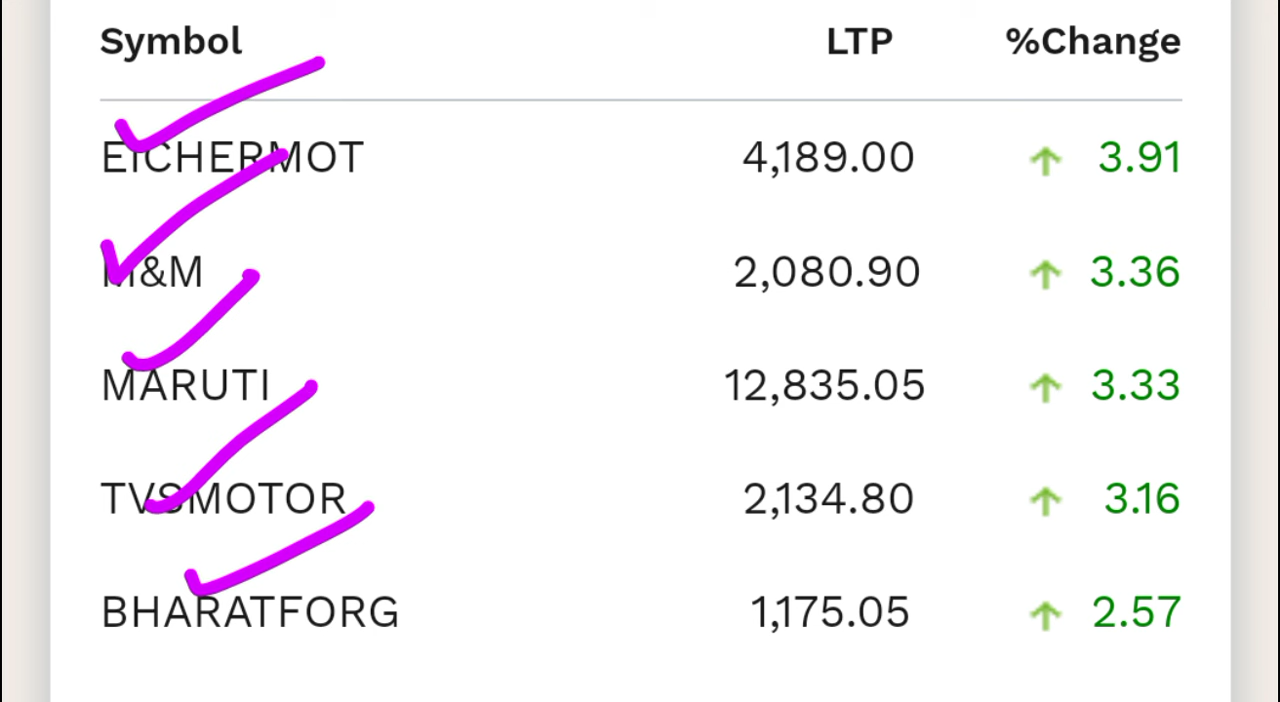 Symbol LTP %Change
EICHERMOT 4,189.00 ↑ 3.91
M&M 2,080.90 ↑ 3.36
MARUTI 12,835.05 ↑ 3.33
TVSMOTOR 2,134.80 ↑ 3.16
BHARATFORG 1,175.05 ↑ 2.57